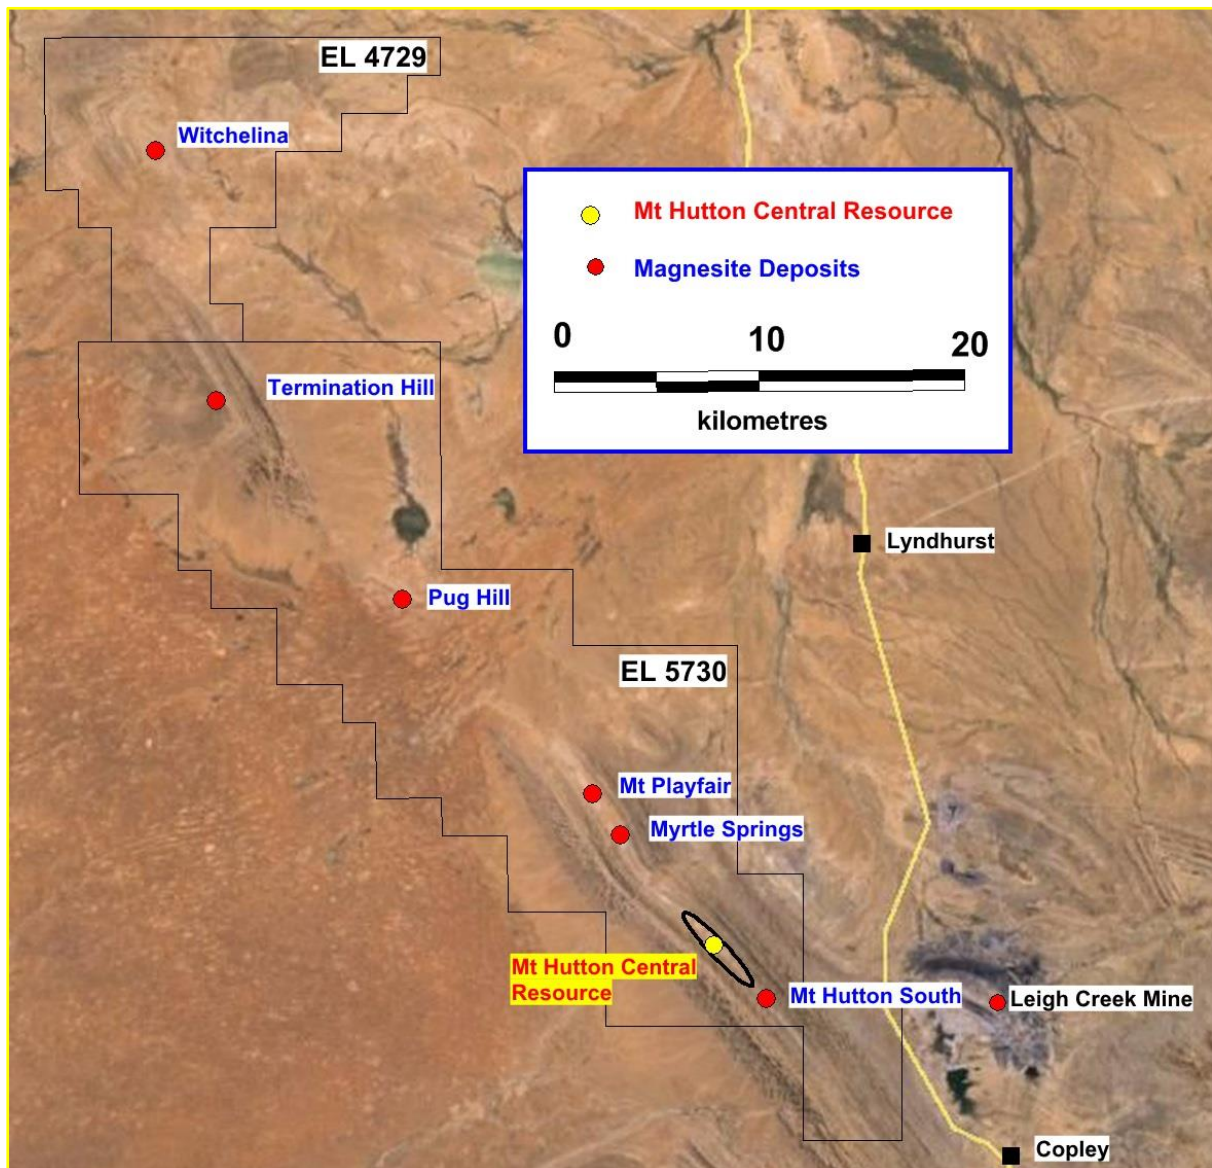 EL 4729
Witchelina
Mt Hutton Central Resource
Magnesite Deposits
0 10 20
kilometres
Termination Hill
Lyndhurst
Pug Hill
EL 5730
Mt Playfair
Myrtle Springs
Mt Hutton Central
Resource
Mt Hutton South
Leigh Creek Mine
Copley